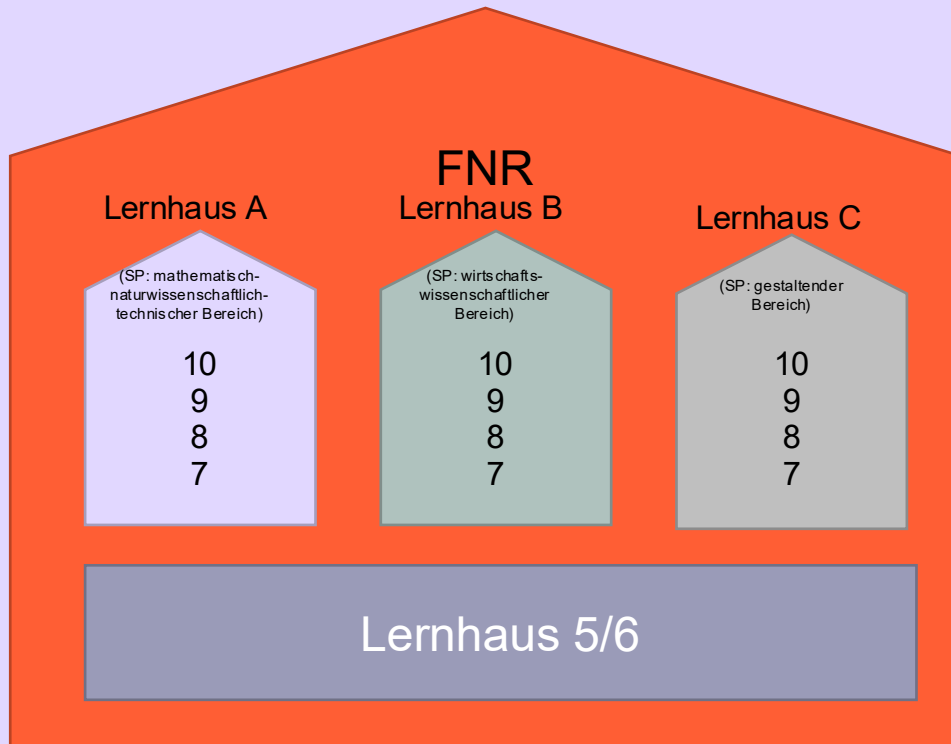 FNR
Lernhaus A
(SP: mathematisch-
naturwissenschaftlich-
technischer Bereich)
10
9
8
7
Lernhaus B
(SP: wirtschafts-
wissenschaftlicher
Bereich)
10
9
8
7
Lernhaus C
(SP: gestaltender
Bereich)
10
9
8
7
Lernhaus 5/6